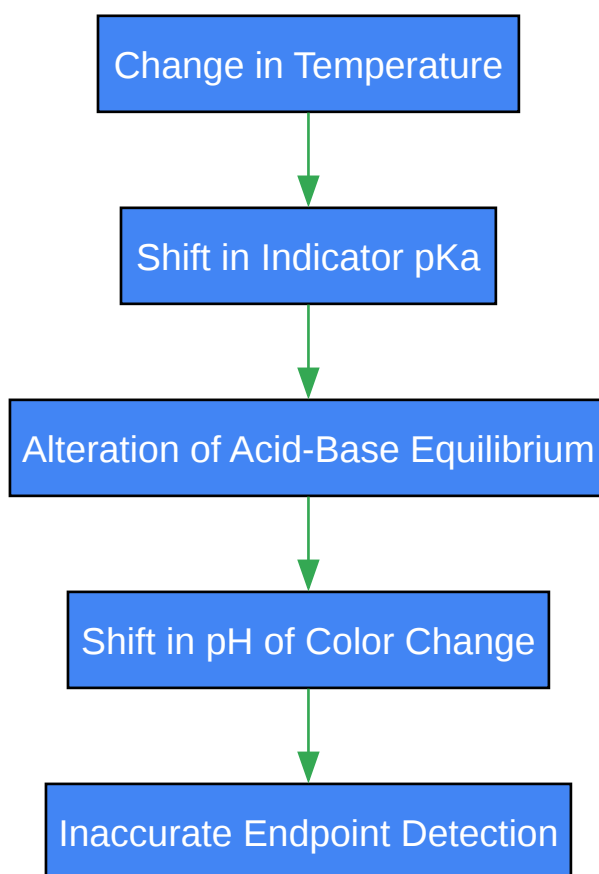 Change in Temperature
Shift in Indicator pKa
Alteration of Acid-Base Equilibrium
Shift in pH of Color Change
Inaccurate Endpoint Detection